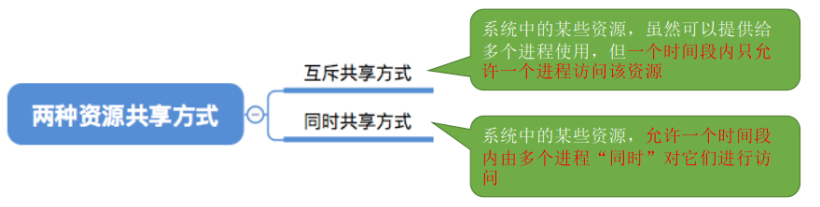 两种资源共享方式
互斥共享方式
系统中的某些资源，虽然可以提供给
多个进程使用，但一个时间段内只允
许一个进程访问该资源
同时共享方式
系统中的某些资源，允许一个时间段
内由多个进程“同时”对它们进行访
问